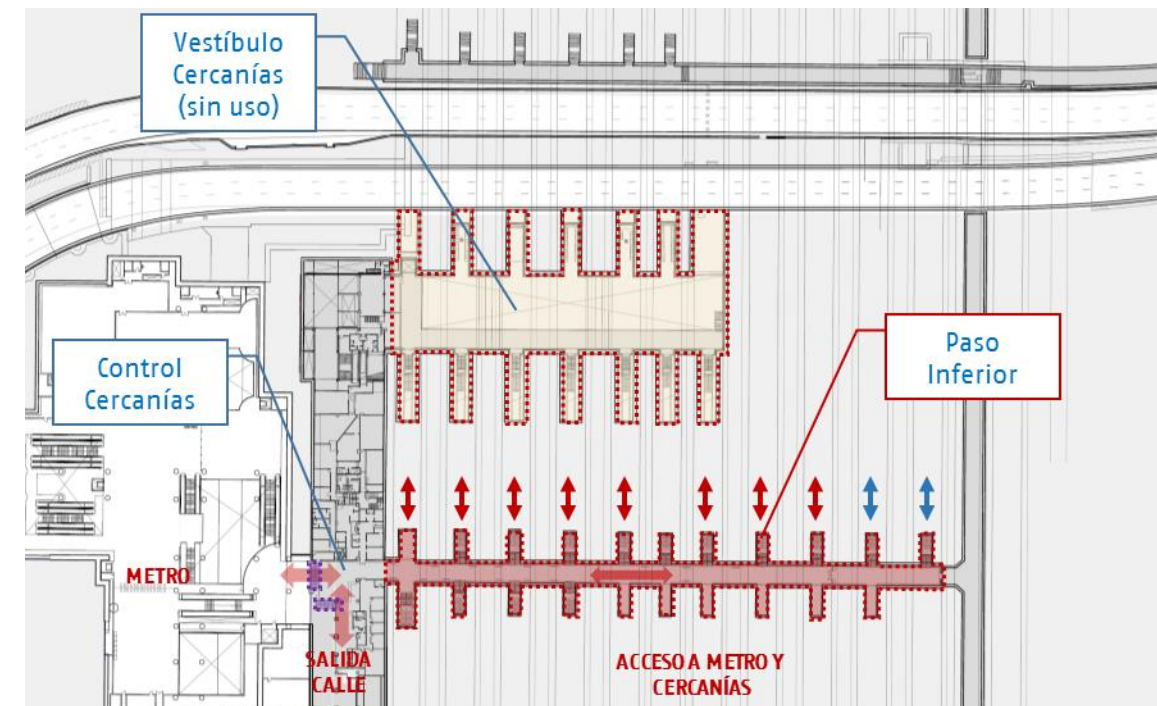 Vestíbulo
Cercanías
(sin uso)
Control
Cercanías
Paso
Inferior
METRO
SALIDA
CALLE
ACCESO A METRO Y
CERCANÍAS